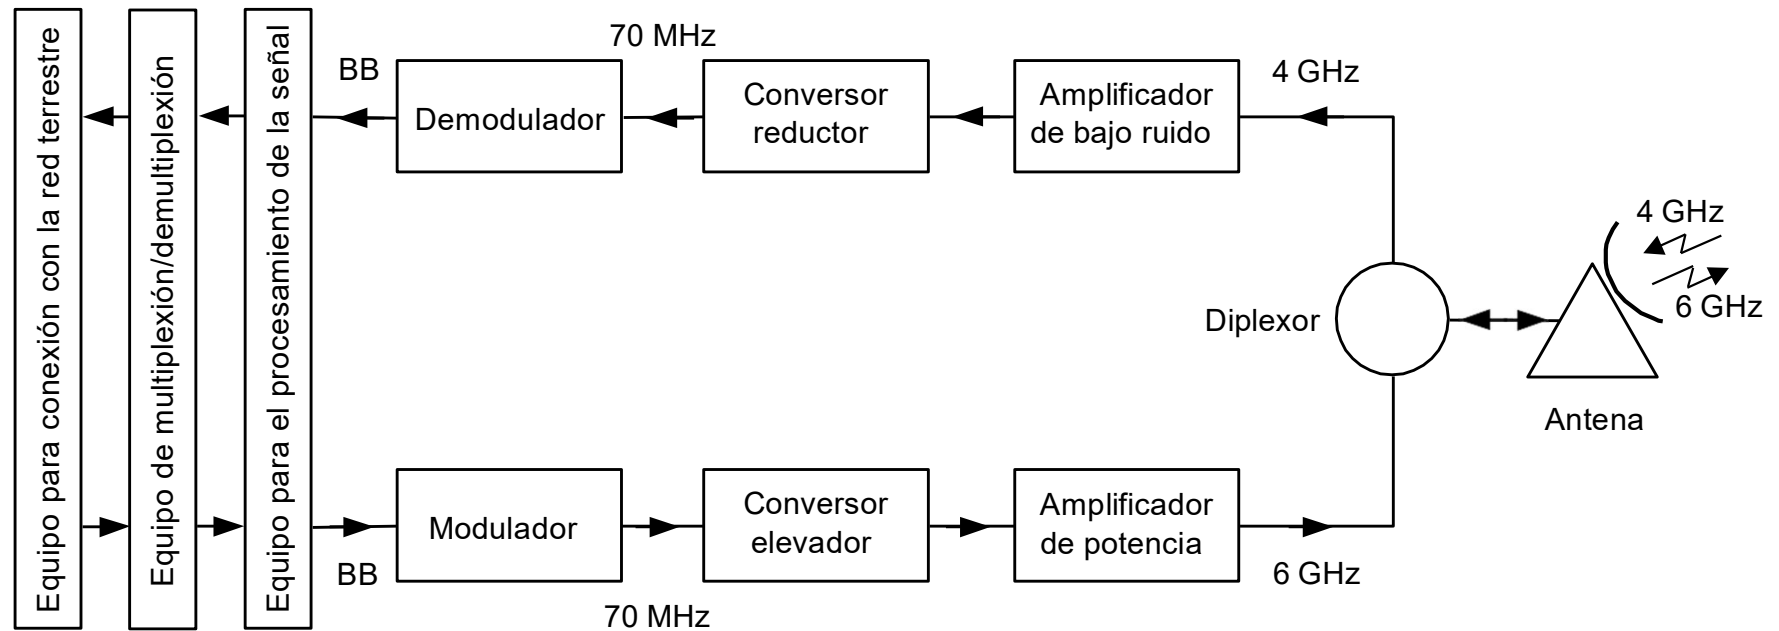 Equipo para conexión con la red terrestre
Equipo de multiplexión/demultiplexión
Equipo para el procesamiento de la señal
BB
Demodulador
70 MHz
Conversor
reductor
Amplificador
de bajo ruido
4 GHz
4 GHz
6 GHz
Diplexor
Antena
BB
Modulador
70 MHz
Conversor
elevador
Amplificador
de potencia
6 GHz